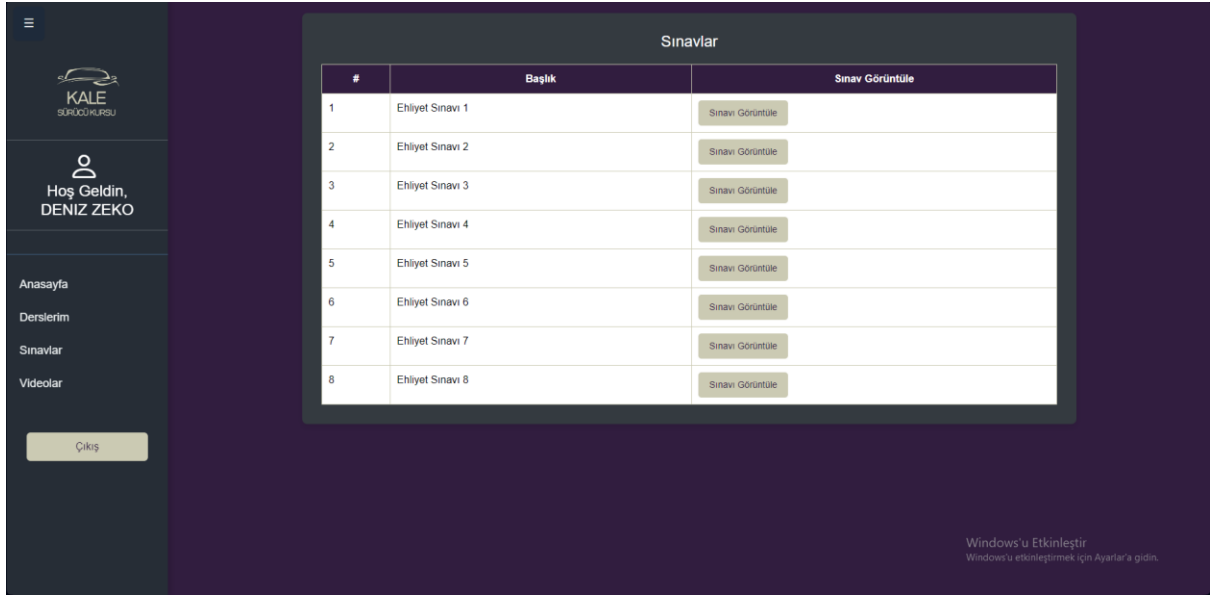 ☰
KALE
SÜRÜCÜ KURSU
Hoş Geldin,
DENIZ ZEKO
Anasayfa
Derslerim
Sınavlar
Videolar
Çıkış
Sınavlar
# Başlık Sınav Görüntüle
1 Ehliyet Sınavı 1 Sınavı Görüntüle
2 Ehliyet Sınavı 2 Sınavı Görüntüle
3 Ehliyet Sınavı 3 Sınavı Görüntüle
4 Ehliyet Sınavı 4 Sınavı Görüntüle
5 Ehliyet Sınavı 5 Sınavı Görüntüle
6 Ehliyet Sınavı 6 Sınavı Görüntüle
7 Ehliyet Sınavı 7 Sınavı Görüntüle
8 Ehliyet Sınavı 8 Sınavı Görüntüle
Windows'u Etkinleştir
Windows'u etkinleştirmek için Ayarlar'a gidin.